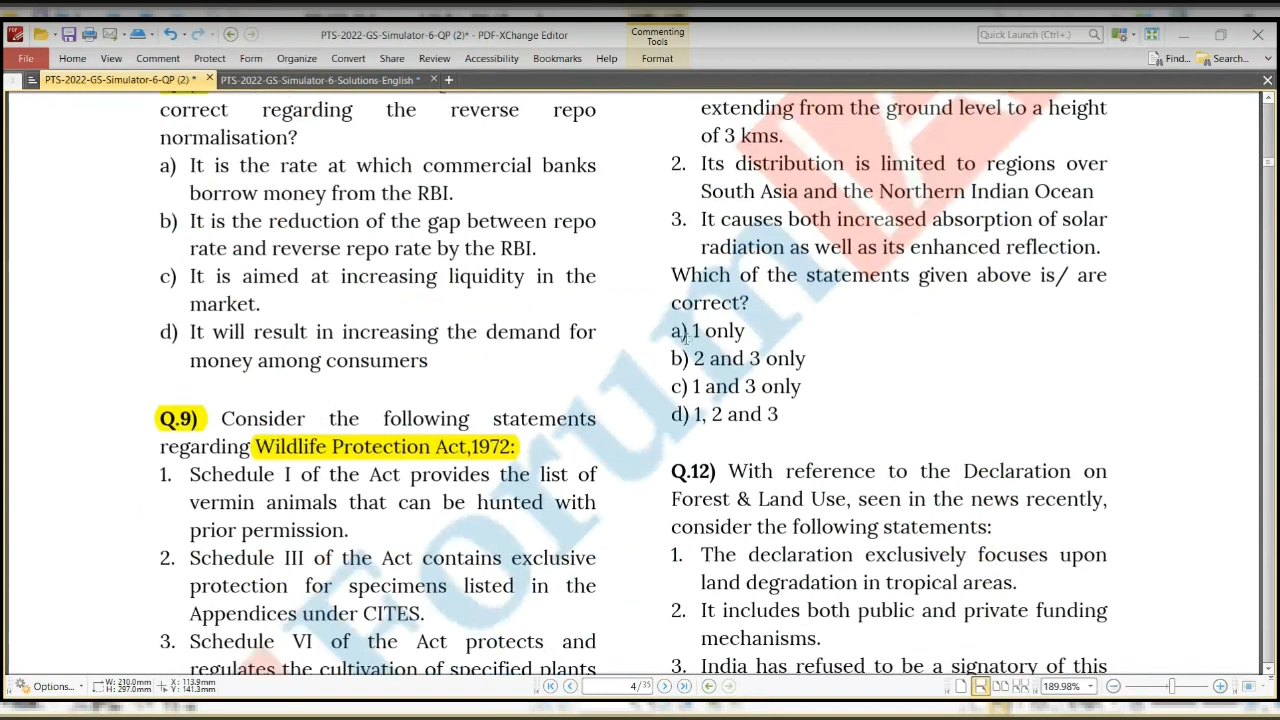 Commenting
Tools
PTS-2022-GS-Simulator-6-QP (2)* - PDF-XChange Editor
Quick Launch (Ctrl+.)
File Home View Comment Protect Form Organize Convert Share Review Accessibility Bookmarks Help Format Find... Search...
PTS-2022-GS-Simulator-6-QP (2) * × PTS-2022-GS-Simulator-6-Solutions-English * × +
correct regarding the reverse repo
normalisation?
a) It is the rate at which commercial banks
borrow money from the RBI.
b) It is the reduction of the gap between repo
rate and reverse repo rate by the RBI.
c) It is aimed at increasing liquidity in the
market.
d) It will result in increasing the demand for
money among consumers
Q.9) Consider the following statements
regarding Wildlife Protection Act,1972:
1. Schedule I of the Act provides the list of
vermin animals that can be hunted with
prior permission.
2. Schedule III of the Act contains exclusive
protection for specimens listed in the
Appendices under CITES.
3. Schedule VI of the Act protects and
regulates the cultivation of specified plants
extending from the ground level to a height
of 3 kms.
2. Its distribution is limited to regions over
South Asia and the Northern Indian Ocean
3. It causes both increased absorption of solar
radiation as well as its enhanced reflection.
Which of the statements given above is/ are
correct?
a) 1 only
b) 2 and 3 only
c) 1 and 3 only
d) 1, 2 and 3
Q.12) With reference to the Declaration on
Forest & Land Use, seen in the news recently,
consider the following statements:
1. The declaration exclusively focuses upon
land degradation in tropical areas.
2. It includes both public and private funding
mechanisms.
3. India has refused to be a signatory of this
Forum
Options...
W: 210.0mm
H: 297.0mm
X: 113.9mm
Y: 141.3mm
4/35
189.98%